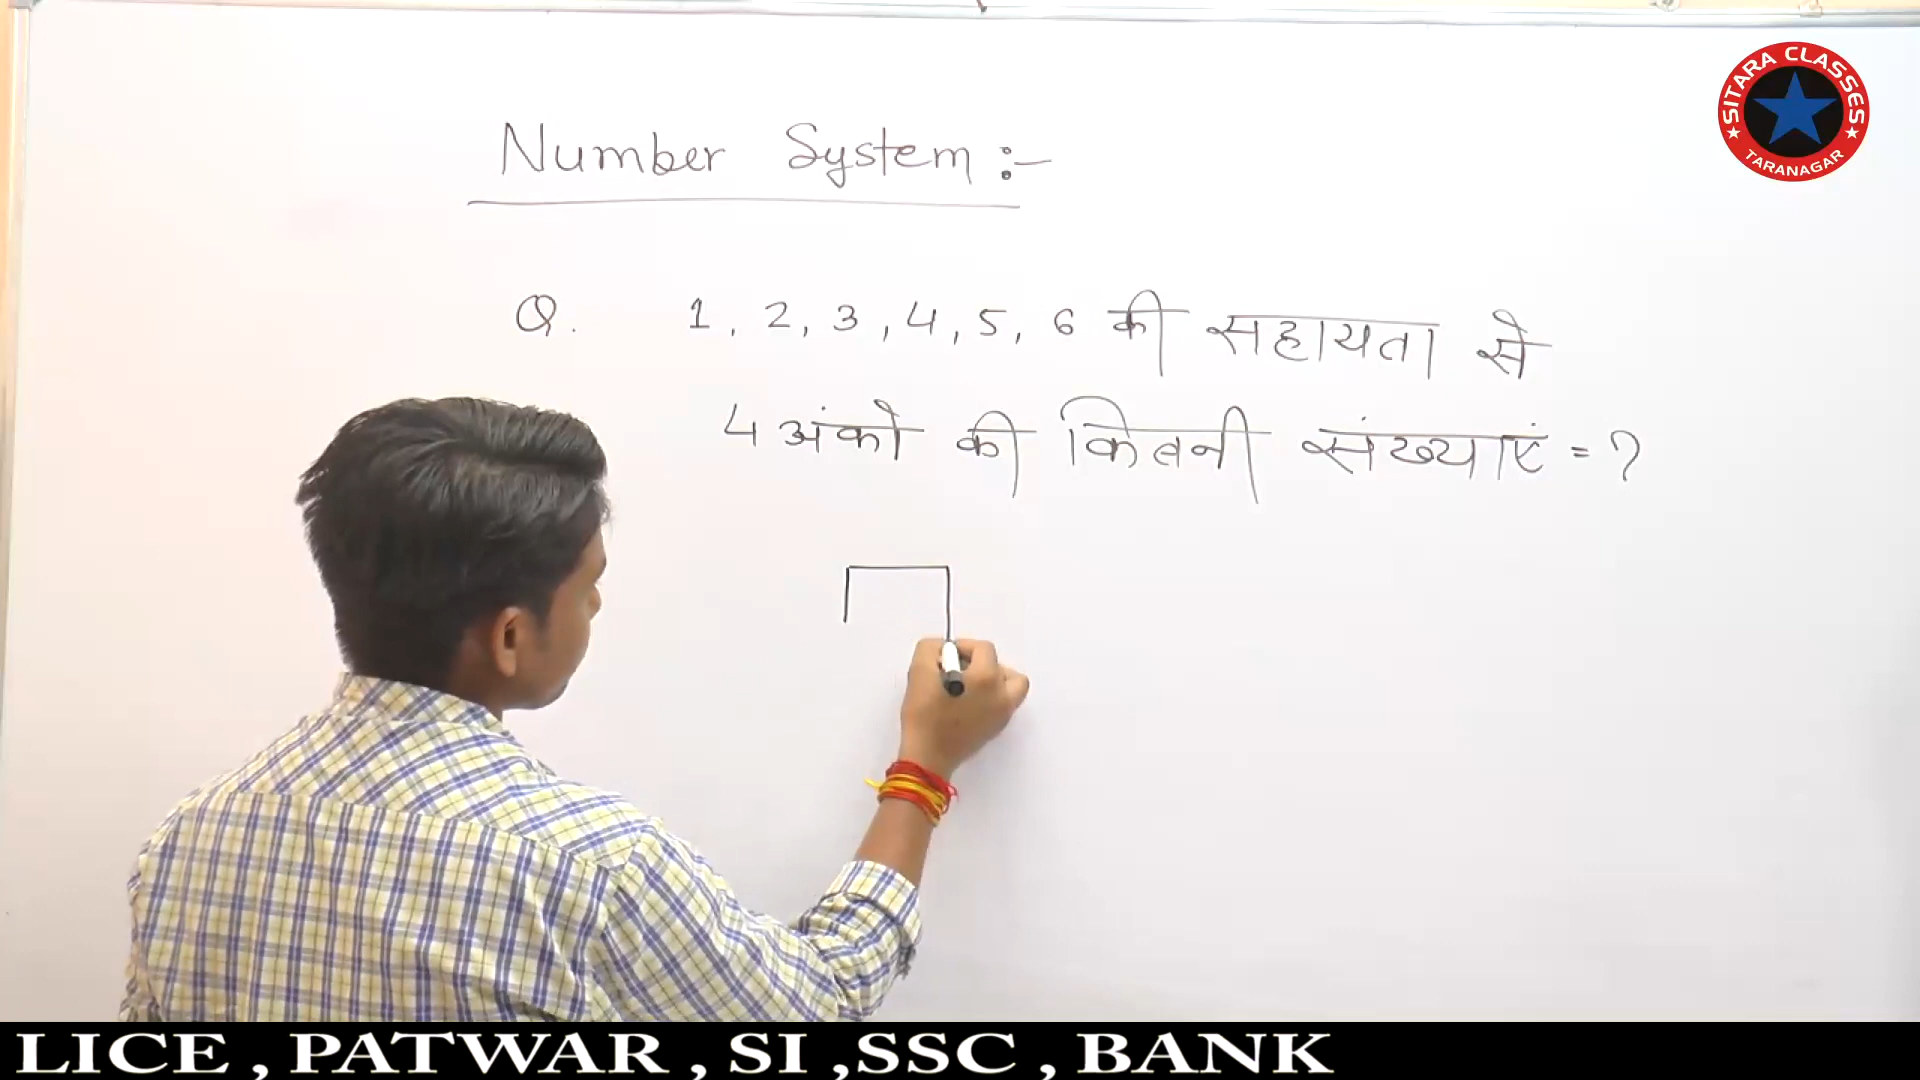 SITARA CLASSES
TARANAGAR
Number System :-
Q. 1, 2, 3, 4, 5, 6 की सहायता से
4 अंको की कितनी संख्याएं = ?
LICE , PATWAR , SI ,SSC , BANK